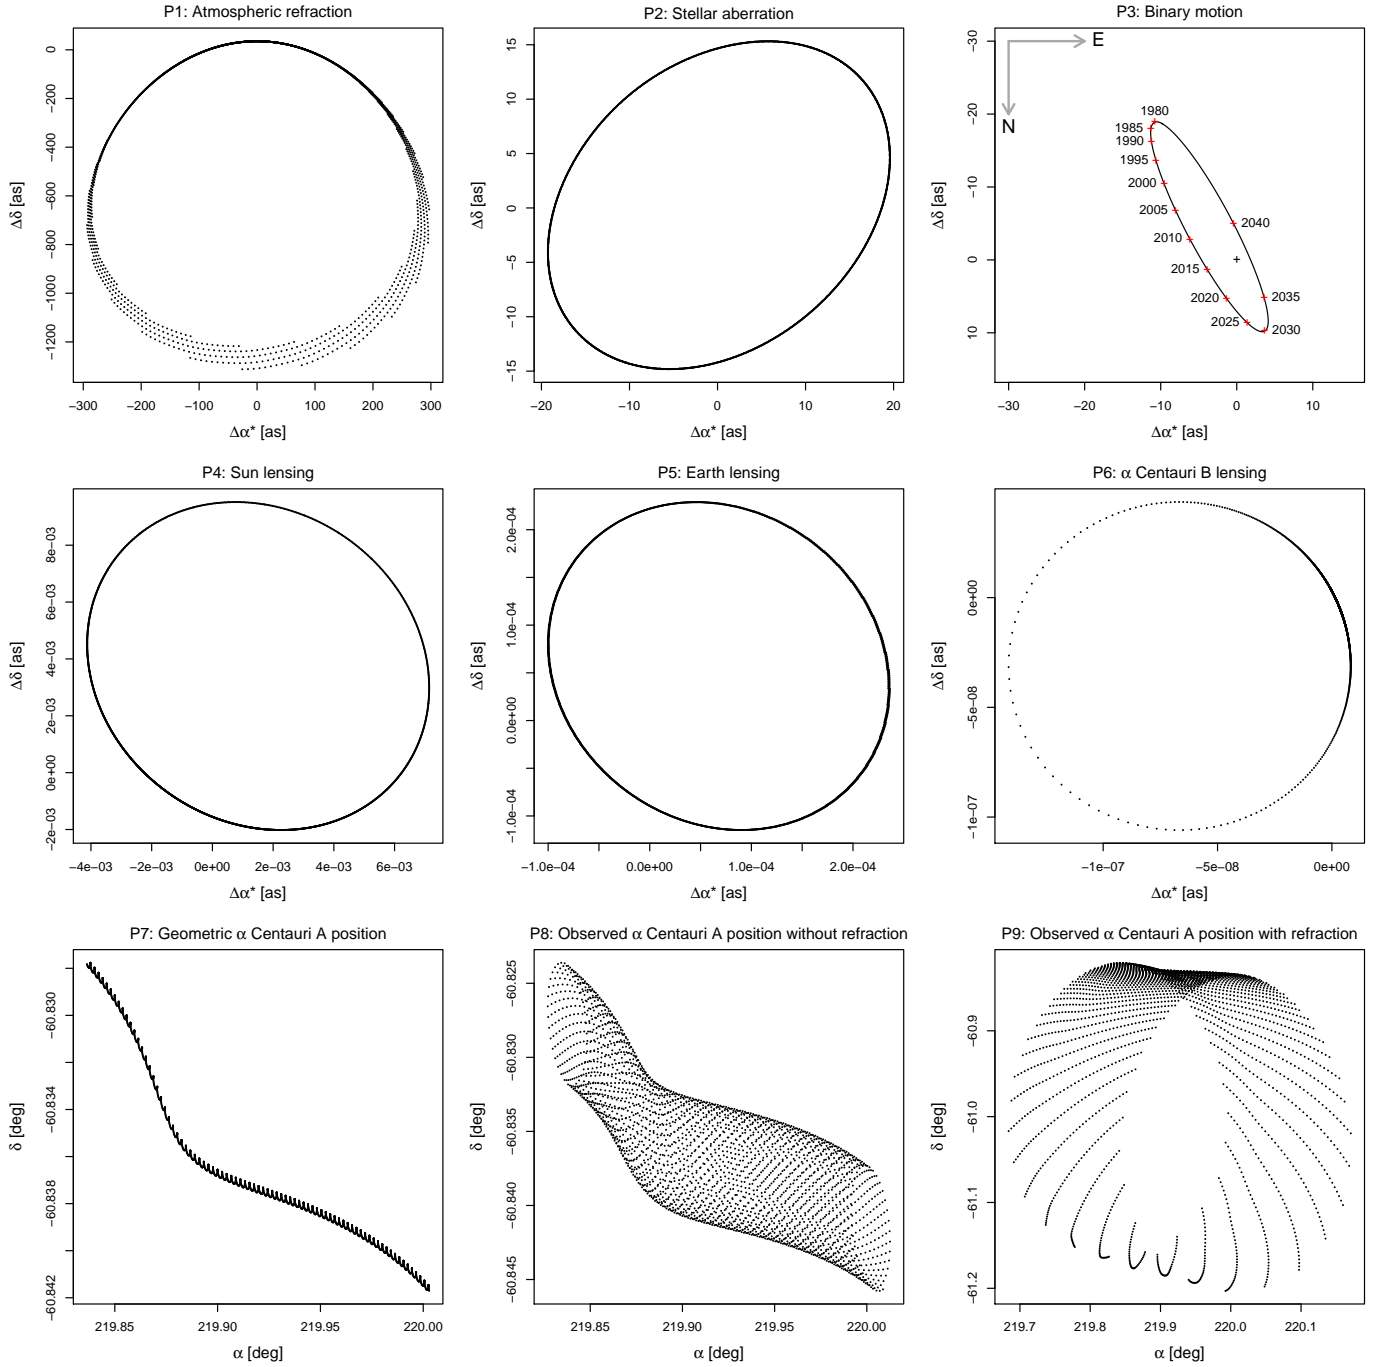 P1: Atmospheric refraction
P2: Stellar aberration
P3: Binary motion
Δδ [as]
0
−200
−400
−600
−800
−1000
−1200
−300
−200
−100
0
100
200
300
Δα* [as]
Δδ [as]
15
10
5
0
−5
−10
−15
−20
−10
0
10
20
Δα* [as]
Δδ [as]
−30
−20
−10
0
10
E
N
1980
1985
1990
1995
2000
2005
2010
2015
2020
2025
2030
2035
2040
−30
−20
−10
0
10
Δα* [as]
P4: Sun lensing
P5: Earth lensing
P6: α Centauri B lensing
Δδ [as]
8e−03
6e−03
4e−03
2e−03
0e+00
−2e−03
−4e−03
−2e−03
0e+00
2e−03
4e−03
6e−03
Δα* [as]
Δδ [as]
2.0e−04
1.0e−04
0.0e+00
−1.0e−04
−1.0e−04
0.0e+00
1.0e−04
2.0e−04
Δα* [as]
Δδ [as]
0e+00
−5e−08
−1e−07
−1e−07
−5e−08
0e+00
Δα* [as]
P7: Geometric α Centauri A position
P8: Observed α Centauri A position without refraction
P9: Observed α Centauri A position with refraction
δ [deg]
−60.830
−60.834
−60.838
−60.842
219.85
219.90
219.95
220.00
α [deg]
δ [deg]
−60.825
−60.830
−60.835
−60.840
−60.845
219.85
219.90
219.95
220.00
α [deg]
δ [deg]
−60.9
−61.0
−61.1
−61.2
219.7
219.8
219.9
220.0
220.1
α [deg]